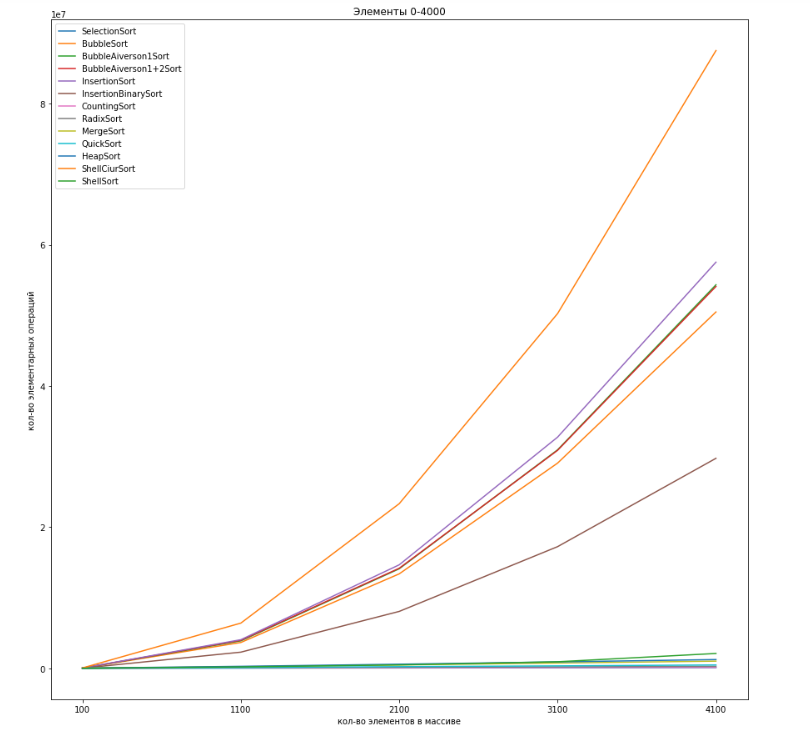 Элементы 0-4000
1e7
SelectionSort
BubbleSort
BubbleAiverson1Sort
BubbleAiverson1+2Sort
InsertionSort
InsertionBinarySort
CountingSort
RadixSort
MergeSort
QuickSort
HeapSort
ShellCiurSort
ShellSort
8
6
4
2
0
кол-во элементарных операций
100
1100
2100
3100
4100
кол-во элементов в массиве